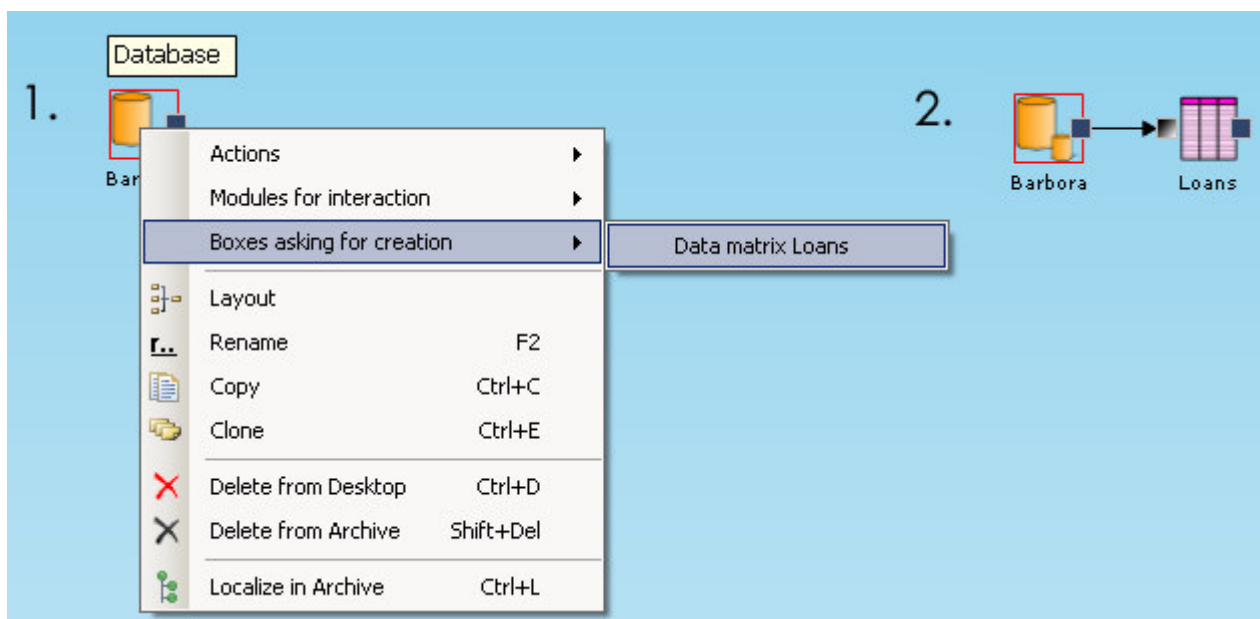 Database
1.
Bar
Actions
Modules for interaction
Boxes asking for creation
Data matrix Loans
Layout
r.. Rename F2
Copy Ctrl+C
Clone Ctrl+E
Delete from Desktop Ctrl+D
Delete from Archive Shift+Del
Localize in Archive Ctrl+L
2.
Barbora Loans